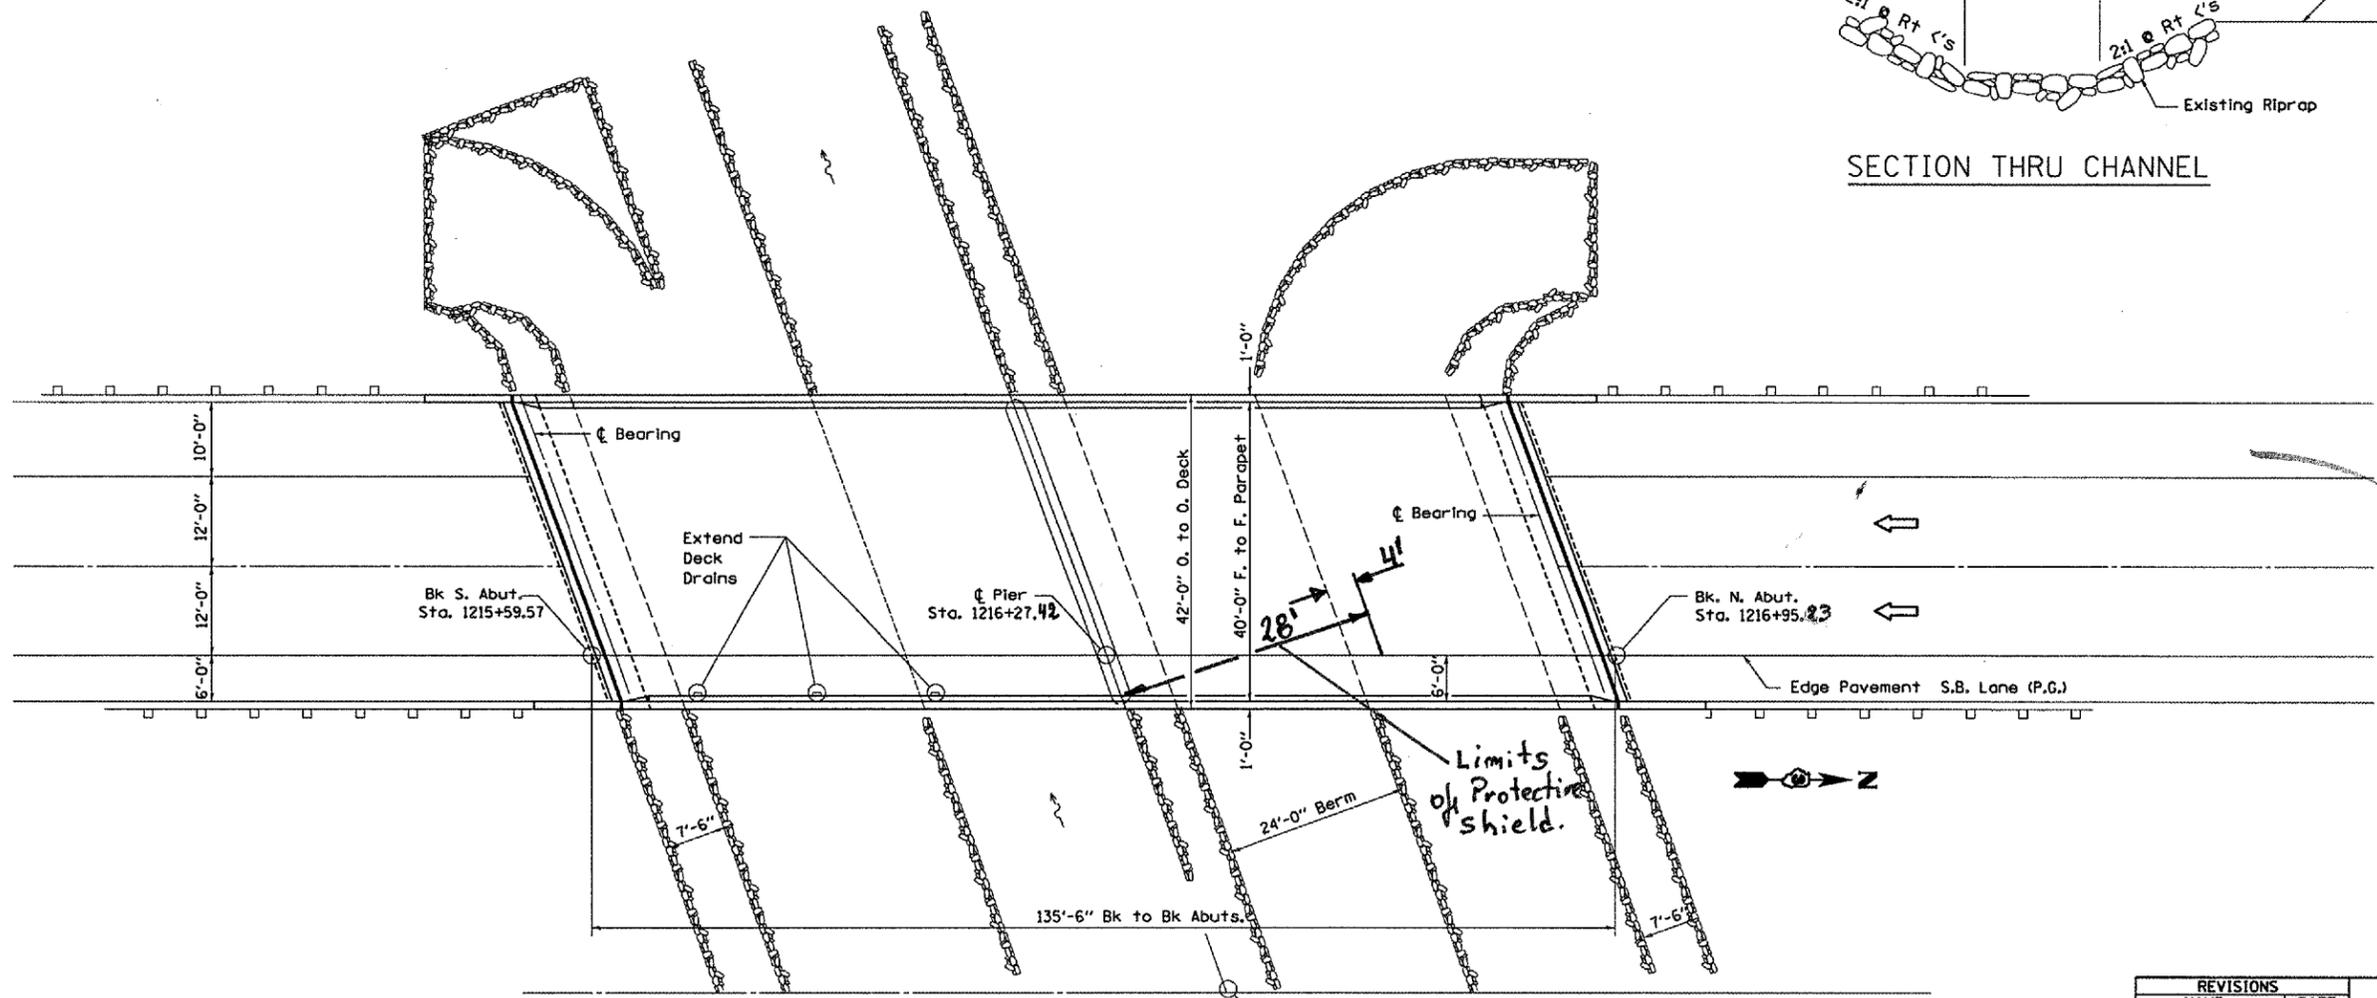 2:1 @ Rt <'s
2:1 @ Rt <'s
Existing Riprap
SECTION THRU CHANNEL
1'-0"
10'-0"
℄ Bearing
12'-0"
42'-0" O. to O. Deck
40'-0" F. to F. Parapet
℄ Bearing
Extend
Deck
Drains
4'
Bk S. Abut.
Sta. 1215+59.57
℄ Pier
Sta. 1216+27.42
28'
Bk. N. Abut.
Sta. 1216+95.23
12'-0"
6'-0"
6'-0"
Edge Pavement S.B. Lane (P.G.)
1'-0"
Limits
of Protective
shield.
N
24'-0" Berm
7'-6"
135'-6" Bk to Bk Abuts.
7'-6"
REVISIONS